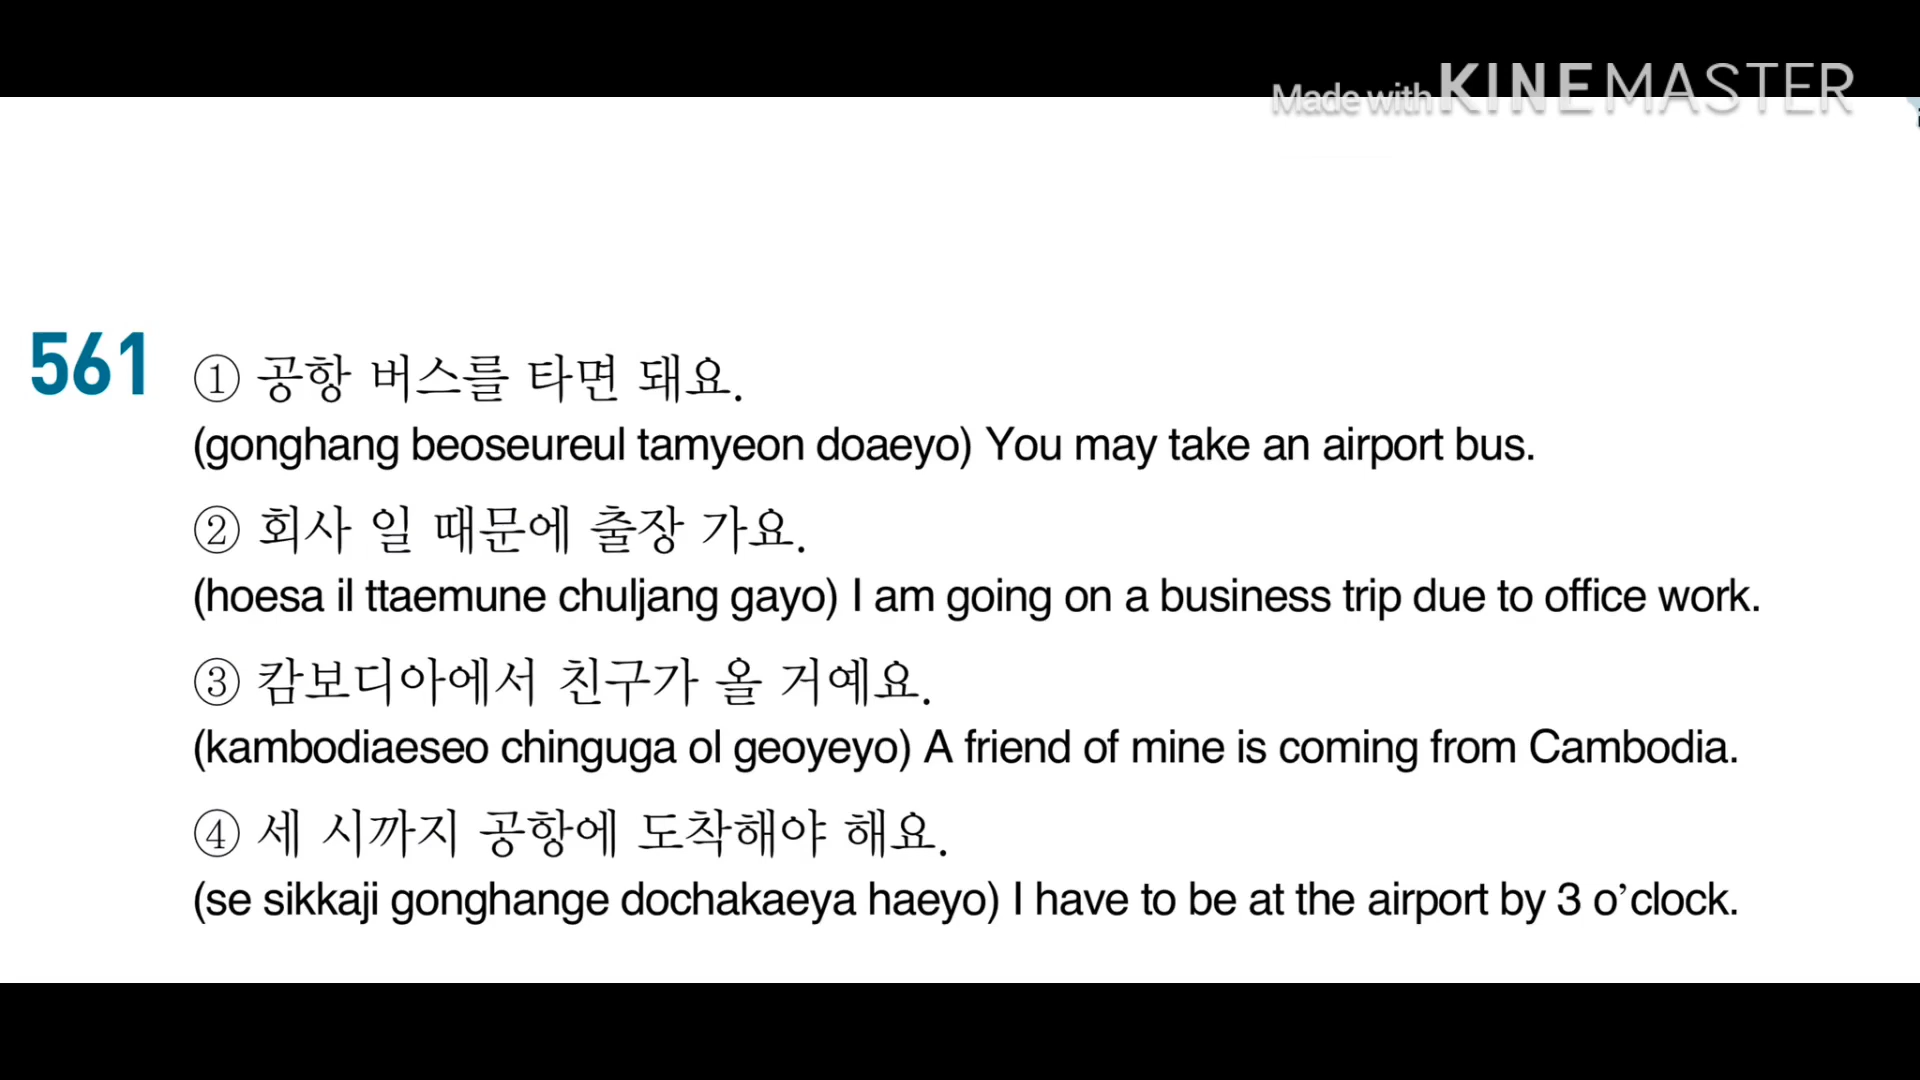 Made with KINEMASTER
561 ① 공항 버스를 타면 돼요.
(gonghang beoseureul tamyeon doaeyo) You may take an airport bus.
② 회사 일 때문에 출장 가요.
(hoesa il ttaemune chuljang gayo) I am going on a business trip due to office work.
③ 캄보디아에서 친구가 올 거예요.
(kambodiaeseo chinguga ol geoyeyo) A friend of mine is coming from Cambodia.
④ 세 시까지 공항에 도착해야 해요.
(se sikkaji gonghange dochakaeya haeyo) I have to be at the airport by 3 o’clock.